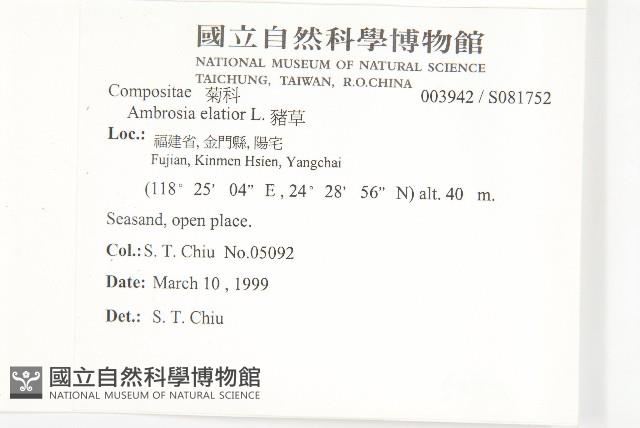 國立自然科學博物館
NATIONAL MUSEUM OF NATURAL SCIENCE
TAICHUNG, TAIWAN, R.O.CHINA
Compositae 菊科 003942 / S081752
Ambrosia elatior L. 豬草
Loc.: 福建省, 金門縣, 陽宅
Fujian, Kinmen Hsien, Yangchai
(118° 25' 04" E , 24° 28' 56" N) alt. 40 m.
Seasand, open place.
Col.: S. T. Chiu No.05092
Date: March 10 , 1999
Det.: S. T. Chiu
國立自然科學博物館
NATIONAL MUSEUM OF NATURAL SCIENCE